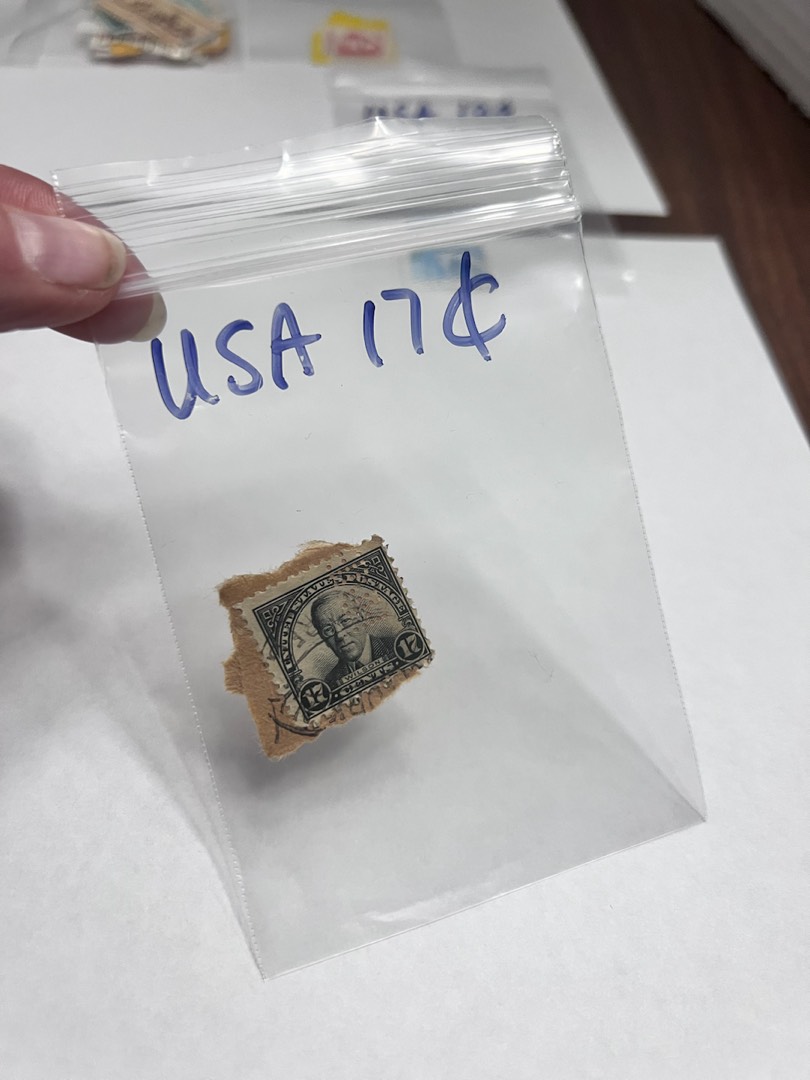 USA 17¢
UNITED STATES POSTAGE
WILSON
17 CENTS 17